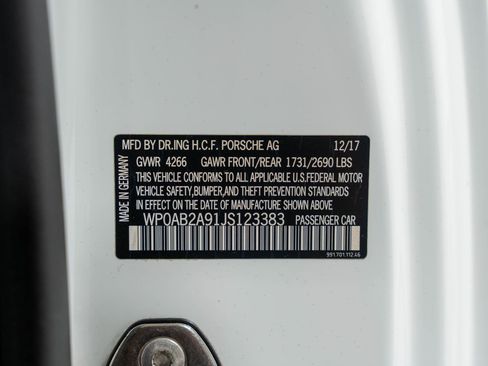 MFD BY DR.ING H.C.F. PORSCHE AG 12/17
GVWR 4266 GAWR FRONT/REAR 1731/2690 LBS
THIS VEHICLE CONFORMS TO ALL APPLICABLE U.S.FEDERAL MOTOR
VEHICLE SAFETY,BUMPER,AND THEFT PREVENTION STANDARDS
IN EFFECT ON THE DATE OF MANUFACTURE SHOWN ABOVE
WP0AB2A91JS123383 PASSENGER CAR
991.701.112.46
MADE IN GERMANY